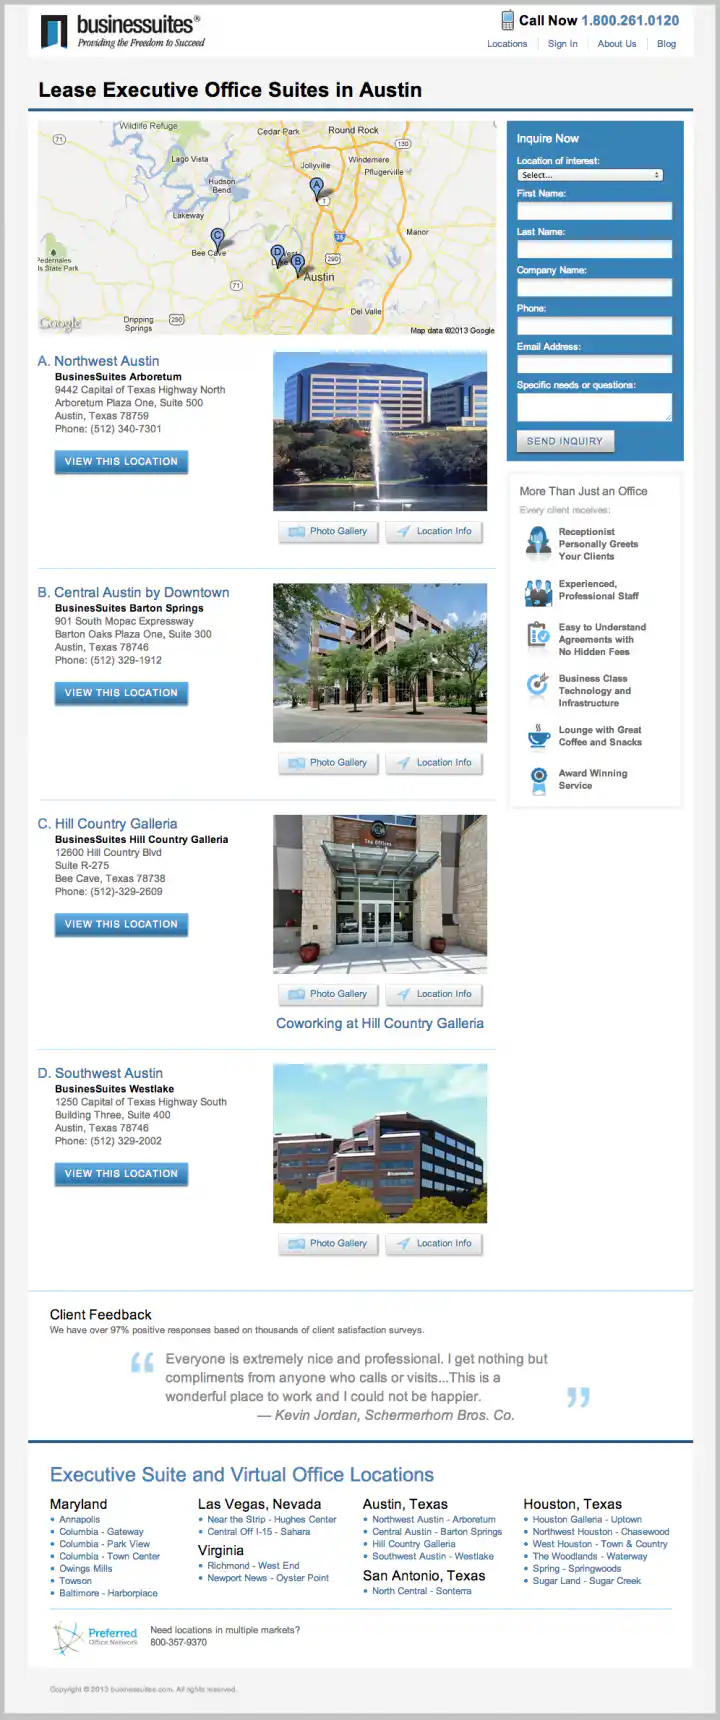 businessuites®
Providing the Freedom to Succeed
Call Now 1.800.261.0120
Locations
Sign In
About Us
Blog
Lease Executive Office Suites in Austin
Wildlife Refuge
Cedar Park
Round Rock
71
130
Lago Vista
Jollyville
Windemere
Pflugerville
Hudson
Bend
A
1
Lakeway
C
Manor
35
Bee Cave
D
B
290
Pedernales
ls State Park
Austin
71
Del Valle
Dripping
Springs
290
Google
Map data ©2013 Google
Inquire Now
Location of interest:
Select...
First Name:
Last Name:
Company Name:
Phone:
Email Address:
Specific needs or questions:
SEND INQUIRY
A. Northwest Austin
BusinesSuites Arboretum
9442 Capital of Texas Highway North
Arboretum Plaza One, Suite 500
Austin, Texas 78759
Phone: (512) 340-7301
VIEW THIS LOCATION
Photo Gallery
Location Info
More Than Just an Office
Every client receives:
Receptionist
Personally Greets
Your Clients
Experienced,
Professional Staff
Easy to Understand
Agreements with
No Hidden Fees
Business Class
Technology and
Infrastructure
Lounge with Great
Coffee and Snacks
Award Winning
Service
B. Central Austin by Downtown
BusinesSuites Barton Springs
901 South Mopac Expressway
Barton Oaks Plaza One, Suite 300
Austin, Texas 78746
Phone: (512) 329-1912
VIEW THIS LOCATION
Photo Gallery
Location Info
C. Hill Country Galleria
BusinesSuites Hill Country Galleria
12600 Hill Country Blvd
Suite R-275
Bee Cave, Texas 78738
Phone: (512)-329-2609
VIEW THIS LOCATION
The Offices
Photo Gallery
Location Info
Coworking at Hill Country Galleria
D. Southwest Austin
BusinesSuites Westlake
1250 Capital of Texas Highway South
Building Three, Suite 400
Austin, Texas 78746
Phone: (512) 329-2002
VIEW THIS LOCATION
businessuites
Photo Gallery
Location Info
Client Feedback
We have over 97% positive responses based on thousands of client satisfaction surveys.
“ Everyone is extremely nice and professional. I get nothing but
compliments from anyone who calls or visits...This is a
wonderful place to work and I could not be happier. ”
— Kevin Jordan, Schermerhorn Bros. Co.
Executive Suite and Virtual Office Locations
Maryland
• Annapolis
• Columbia - Gateway
• Columbia - Park View
• Columbia - Town Center
• Owings Mills
• Towson
• Baltimore - Harborplace
Las Vegas, Nevada
• Near the Strip - Hughes Center
• Central Off I-15 - Sahara
Virginia
• Richmond - West End
• Newport News - Oyster Point
Austin, Texas
• Northwest Austin - Arboretum
• Central Austin - Barton Springs
• Hill Country Galleria
• Southwest Austin - Westlake
San Antonio, Texas
• North Central - Sonterra
Houston, Texas
• Houston Galleria - Uptown
• Northwest Houston - Chasewood
• West Houston - Town & Country
• The Woodlands - Waterway
• Spring - Springwoods
• Sugar Land - Sugar Creek
Preferred
Office Network
Need locations in multiple markets?
800-357-9370
Copyright © 2013 businessuites.com. All rights reserved.